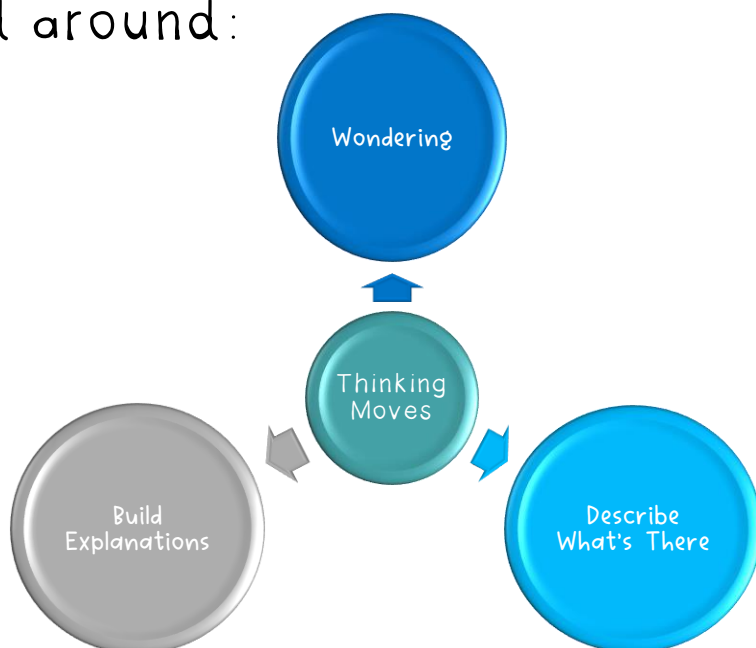 around:
Wondering
Thinking
Moves
Build
Explanations
Describe
What's There